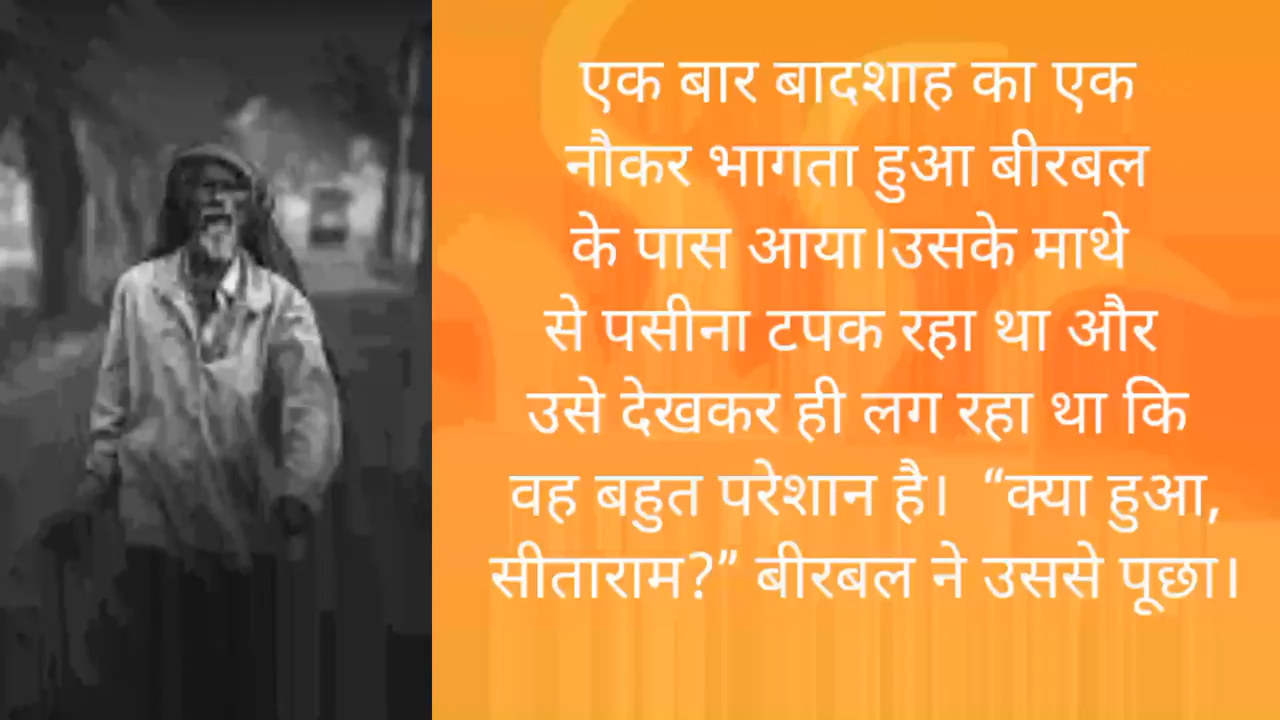 एक बार बादशाह का एक
नौकर भागता हुआ बीरबल
के पास आया।उसके माथे
से पसीना टपक रहा था और
उसे देखकर ही लग रहा था कि
वह बहुत परेशान है। “क्या हुआ,
सीताराम?” बीरबल ने उससे पूछा।